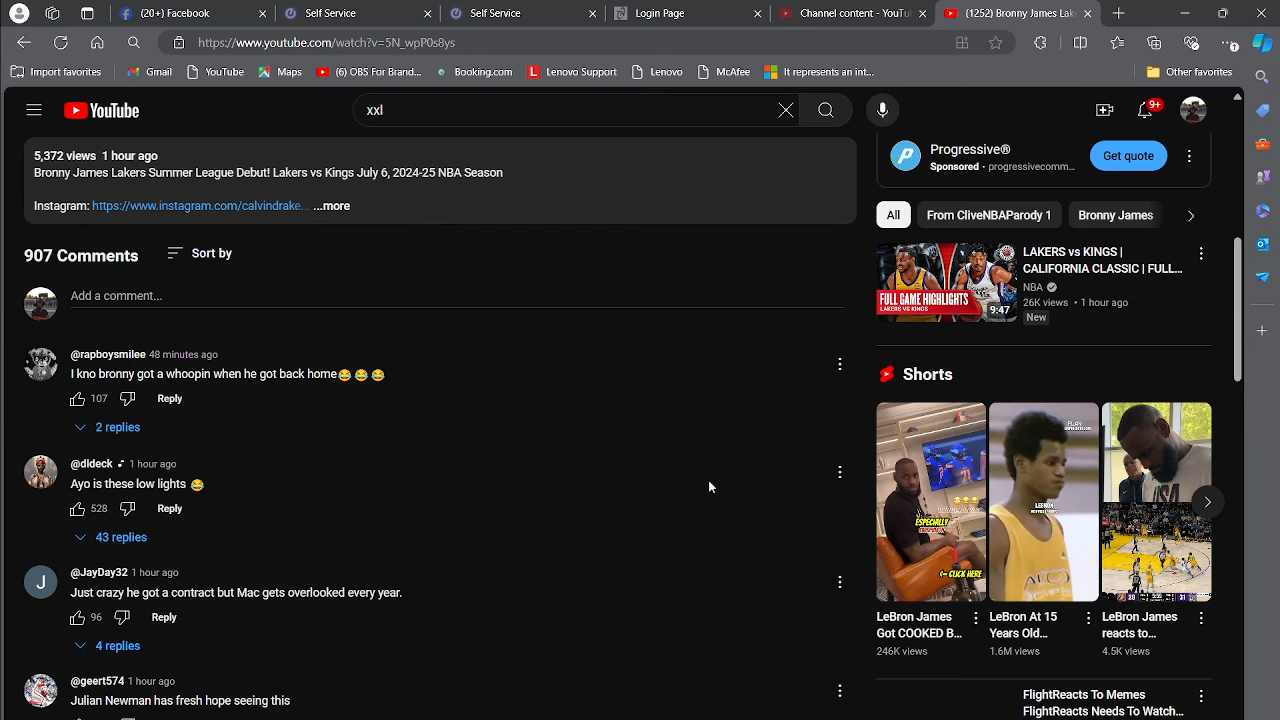 (20+) Facebook
Self Service
Self Service
Login Page
Channel content - YouTu
(1252) Bronny James Lak
https://www.youtube.com/watch?v=5N_wpP0s8ys
Import favorites
Gmail
YouTube
Maps
(6) OBS For Brand...
Booking.com
Lenovo Support
Lenovo
McAfee
It represents an int...
Other favorites
YouTube
xxl
9+
5,372 views 1 hour ago
Bronny James Lakers Summer League Debut! Lakers vs Kings July 6, 2024-25 NBA Season
Instagram: https://www.instagram.com/calvindrake... ...more
907 Comments
Sort by
Add a comment...
@rapboysmilee 48 minutes ago
I kno bronny got a whoopin when he got back home😂😂😂
107
Reply
2 replies
@dideck 1 hour ago
Ayo is these low lights 😂
528
Reply
43 replies
J
@JayDay32 1 hour ago
Just crazy he got a contract but Mac gets overlooked every year.
96
Reply
4 replies
@geert574 1 hour ago
Julian Newman has fresh hope seeing this
Progressive®
Sponsored · progressivecomm...
Get quote
All
From CliveNBAParody 1
Bronny James
FULL GAME HIGHLIGHTS
LAKERS VS KINGS
9:47
LAKERS vs KINGS |
CALIFORNIA CLASSIC | FULL...
NBA
26K views • 1 hour ago
New
Shorts
ESPECIALLY
CLICK HERE
PLAY
LEBRON
LeBron James
Got COOKED B...
246K views
LeBron At 15
Years Old...
1.6M views
LeBron James
reacts to...
4.5K views
FlightReacts To Memes
FlightReacts Needs To Watch...